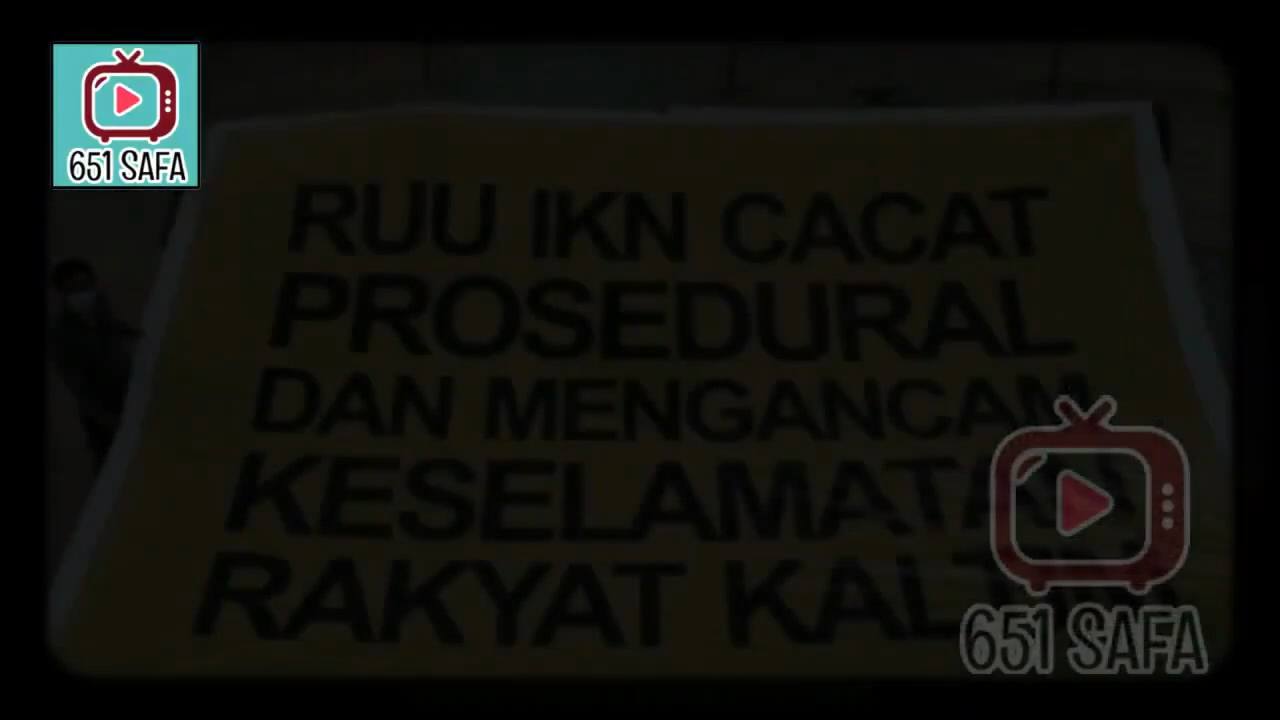 651 SAFA
RUU IKN CACAT
PROSEDURAL
DAN MENGANCAM
KESELAMATAN
RAKYAT
651 SAFA